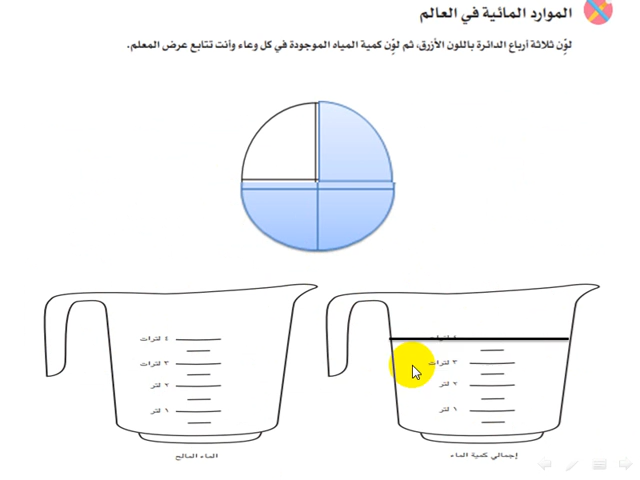 الموارد المائية في العالم
لوِّن ثلاثة أرباع الدائرة باللون الأزرق، ثم لوِّن كمية المياه الموجودة في كل وعاء وأنت تتابع عرض المعلم.
٤ لترات
٣ لترات
٢ لتر
١ لتر
الماء المالح
٣ لترات
٢ لتر
١ لتر
إجمالي كمية الماء